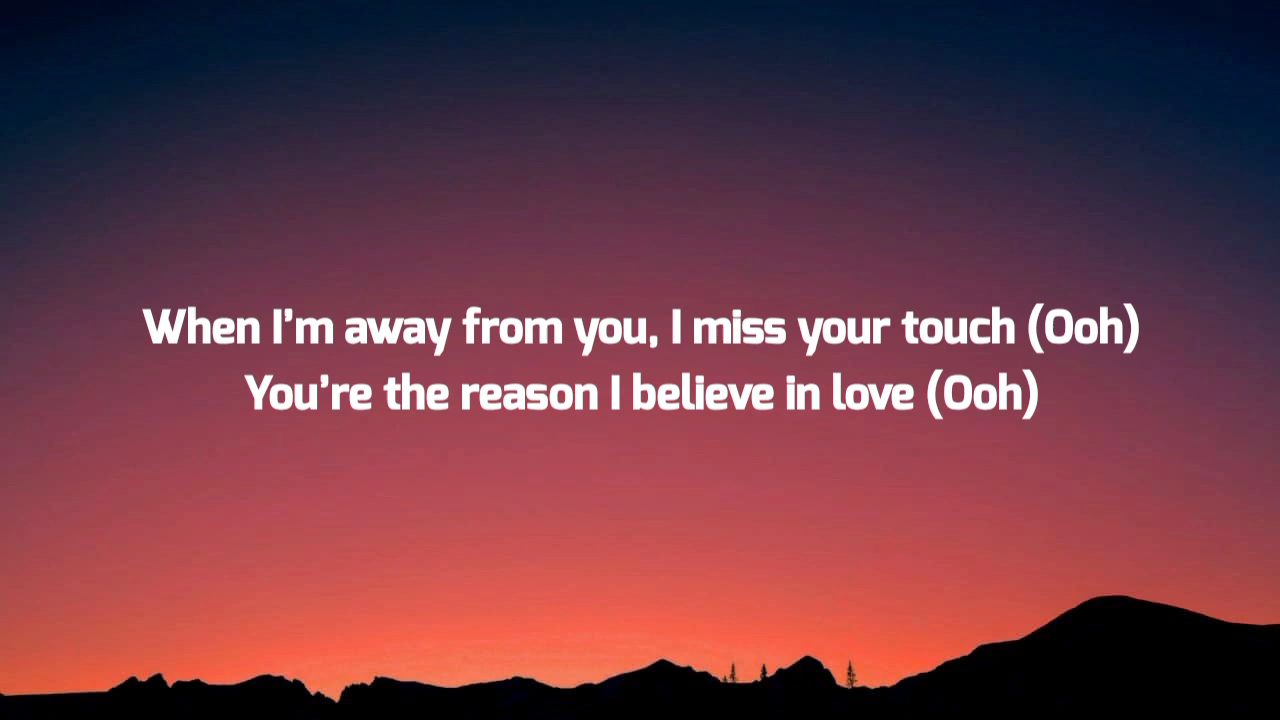 When I’m away from you, I miss your touch (Ooh)
You’re the reason I believe in love (Ooh)